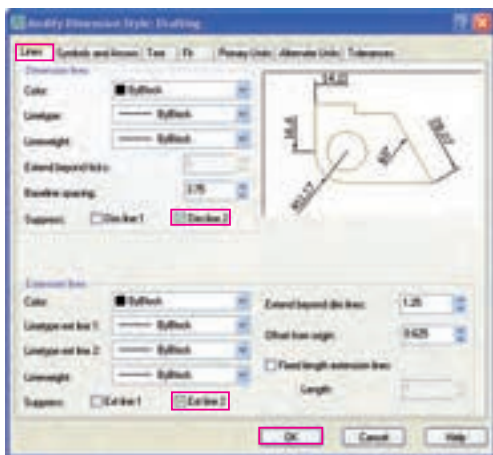 Modify Dimension Style: Drafting
Lines Symbols and Arrows Text Fit Primary Units Alternate Units Tolerances
Dimension lines
Color: ByBlock
Linetype: ByBlock
Lineweight: ByBlock
Extend beyond ticks:
Baseline spacing: 3.75
Suppress: Dim line 1 Dim line 2
Extension lines
Color: ByBlock
Linetype ext line 1: ByBlock
Linetype ext line 2: ByBlock
Lineweight: ByBlock
Suppress: Ext line 1 Ext line 2
Extend beyond dim lines: 1.25
Offset from origin: 0.625
Fixed length extension lines
Length:
OK Cancel Help